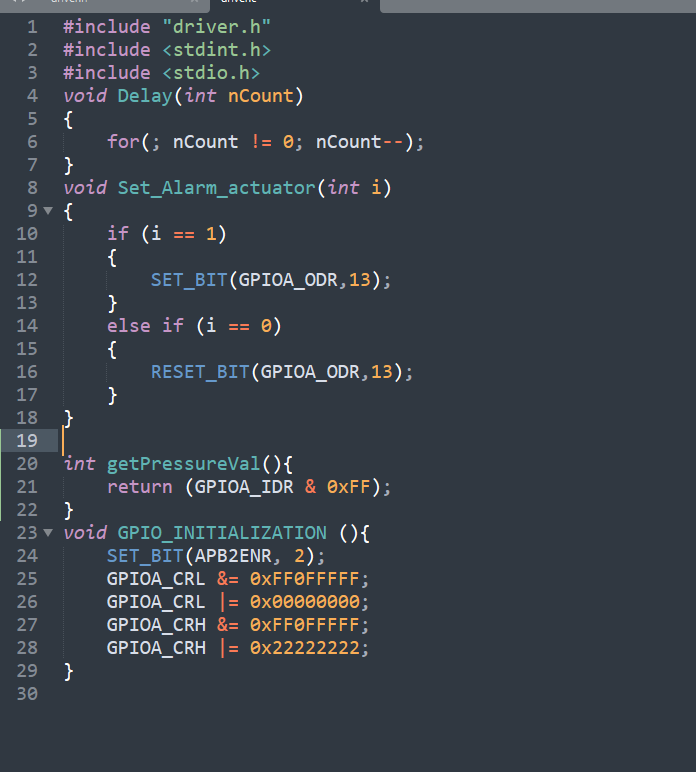 1 #include "driver.h"
2 #include <stdint.h>
3 #include <stdio.h>
4 void Delay(int nCount)
5 {
6     for(; nCount != 0; nCount--);
7 }
8 void Set_Alarm_actuator(int i)
9 {
10     if (i == 1)
11     {
12         SET_BIT(GPIOA_ODR,13);
13     }
14     else if (i == 0)
15     {
16         RESET_BIT(GPIOA_ODR,13);
17     }
18 }
19
20 int getPressureVal(){
21     return (GPIOA_IDR & 0xFF);
22 }
23 void GPIO_INITIALIZATION (){
24     SET_BIT(APB2ENR, 2);
25     GPIOA_CRL &= 0xFF0FFFFF;
26     GPIOA_CRL |= 0x00000000;
27     GPIOA_CRH &= 0xFF0FFFFF;
28     GPIOA_CRH |= 0x22222222;
29 }
30